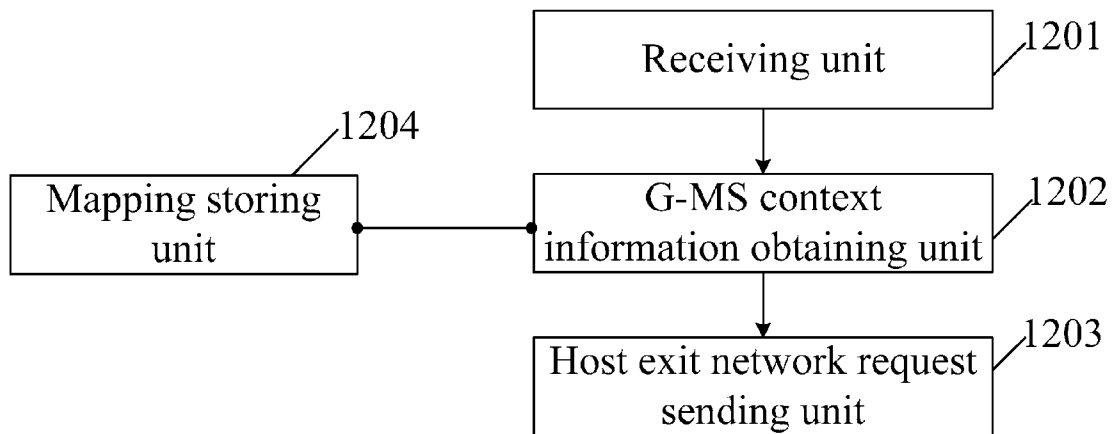 Receiving unit
1201
1204
Mapping storing
unit
G-MS context
information obtaining unit
1202
Host exit network request
sending unit
1203